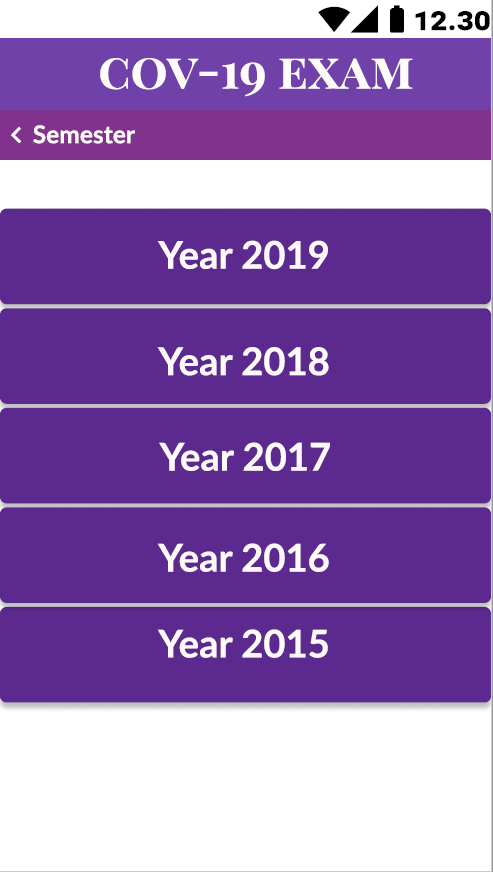 12.30
COV-19 EXAM
Semester
Year 2019
Year 2018
Year 2017
Year 2016
Year 2015